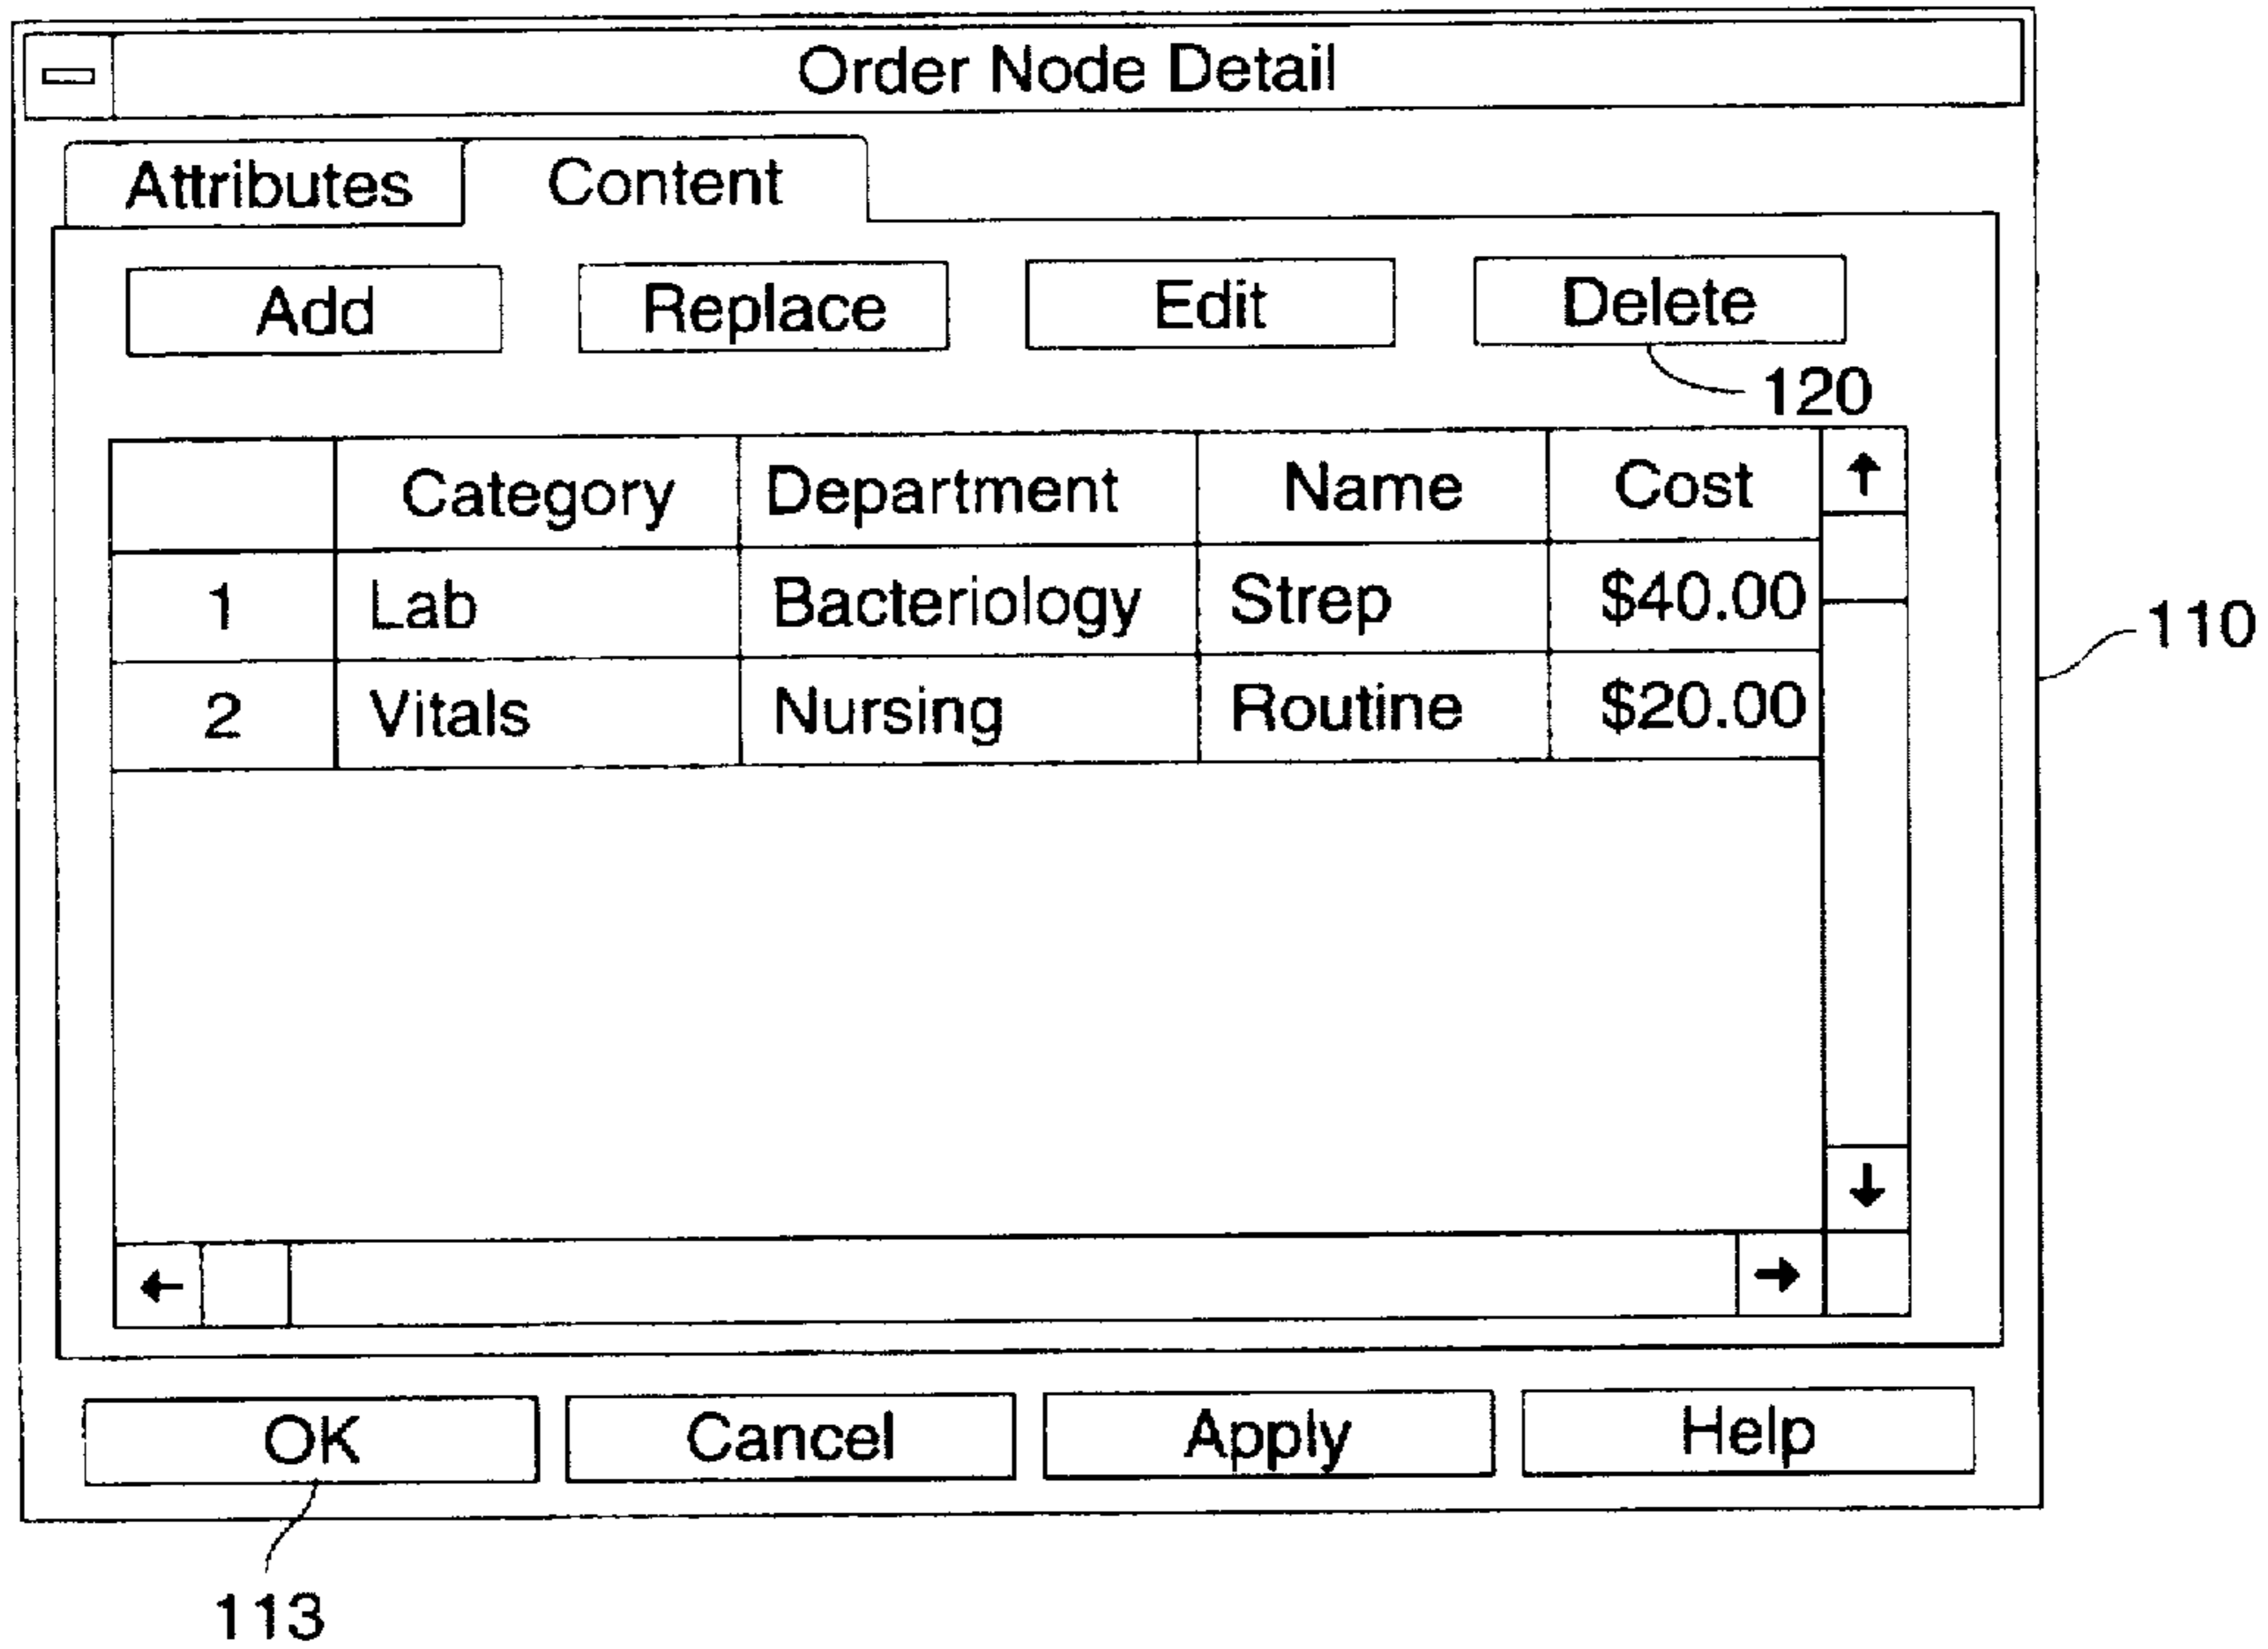 Order Node Detail
Attributes Content
Add Replace Edit Delete
120
Category Department Name Cost
1 Lab Bacteriology Strep $40.00
110
2 Vitals Nursing Routine $20.00
OK Cancel Apply Help
113